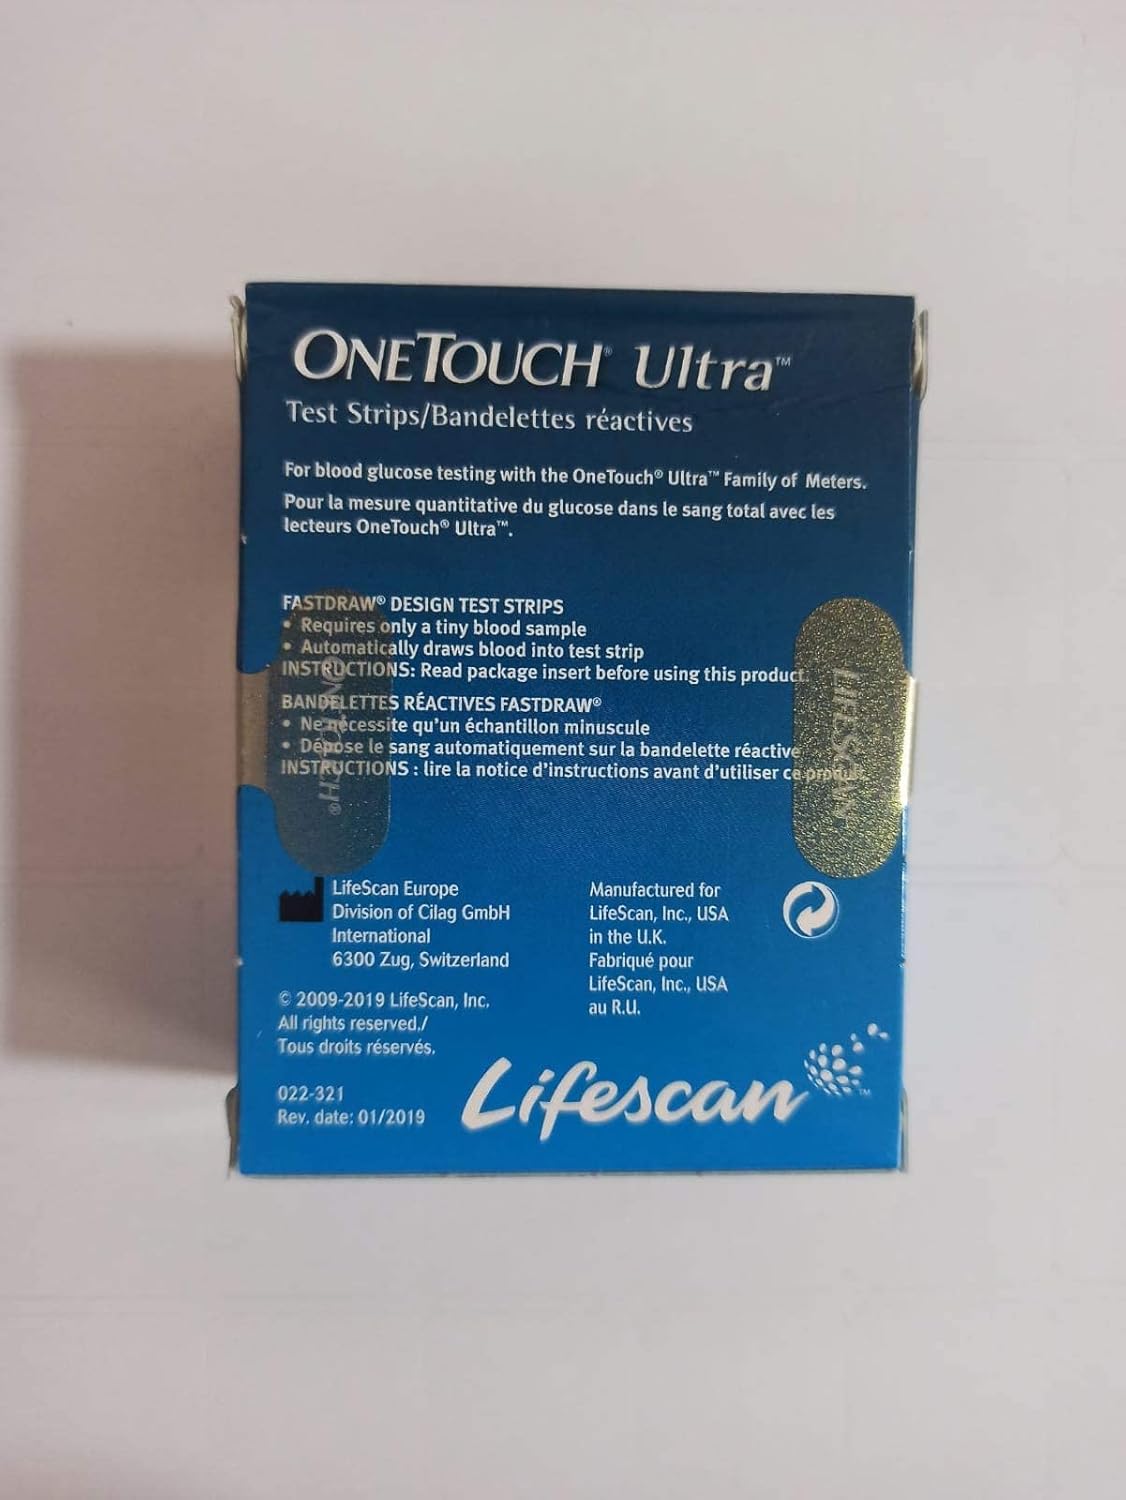 ONETOUCH® Ultra™
Test Strips/Bandelettes réactives
For blood glucose testing with the OneTouch® Ultra™ Family of Meters.
Pour la mesure quantitative du glucose dans le sang total avec les
lecteurs OneTouch® Ultra™.
FASTDRAW® DESIGN TEST STRIPS
• Requires only a tiny blood sample
• Automatically draws blood into test strip
INSTRUCTIONS: Read package insert before using this product.
BANDELETTES RÉACTIVES FASTDRAW®
• Ne nécessite qu'un échantillon minuscule
• Dépose le sang automatiquement sur la bandelette réactive
INSTRUCTIONS : lire la notice d'instructions avant d'utiliser ce produit.
ONETOUCH®
LIFESCAN
LifeScan Europe
Division of Cilag GmbH
International
6300 Zug, Switzerland
Manufactured for
LifeScan, Inc., USA
in the U.K.
Fabriqué pour
LifeScan, Inc., USA
au R.U.
© 2009-2019 LifeScan, Inc.
All rights reserved./
Tous droits réservés.
022-321
Rev. date: 01/2019
Lifescan™